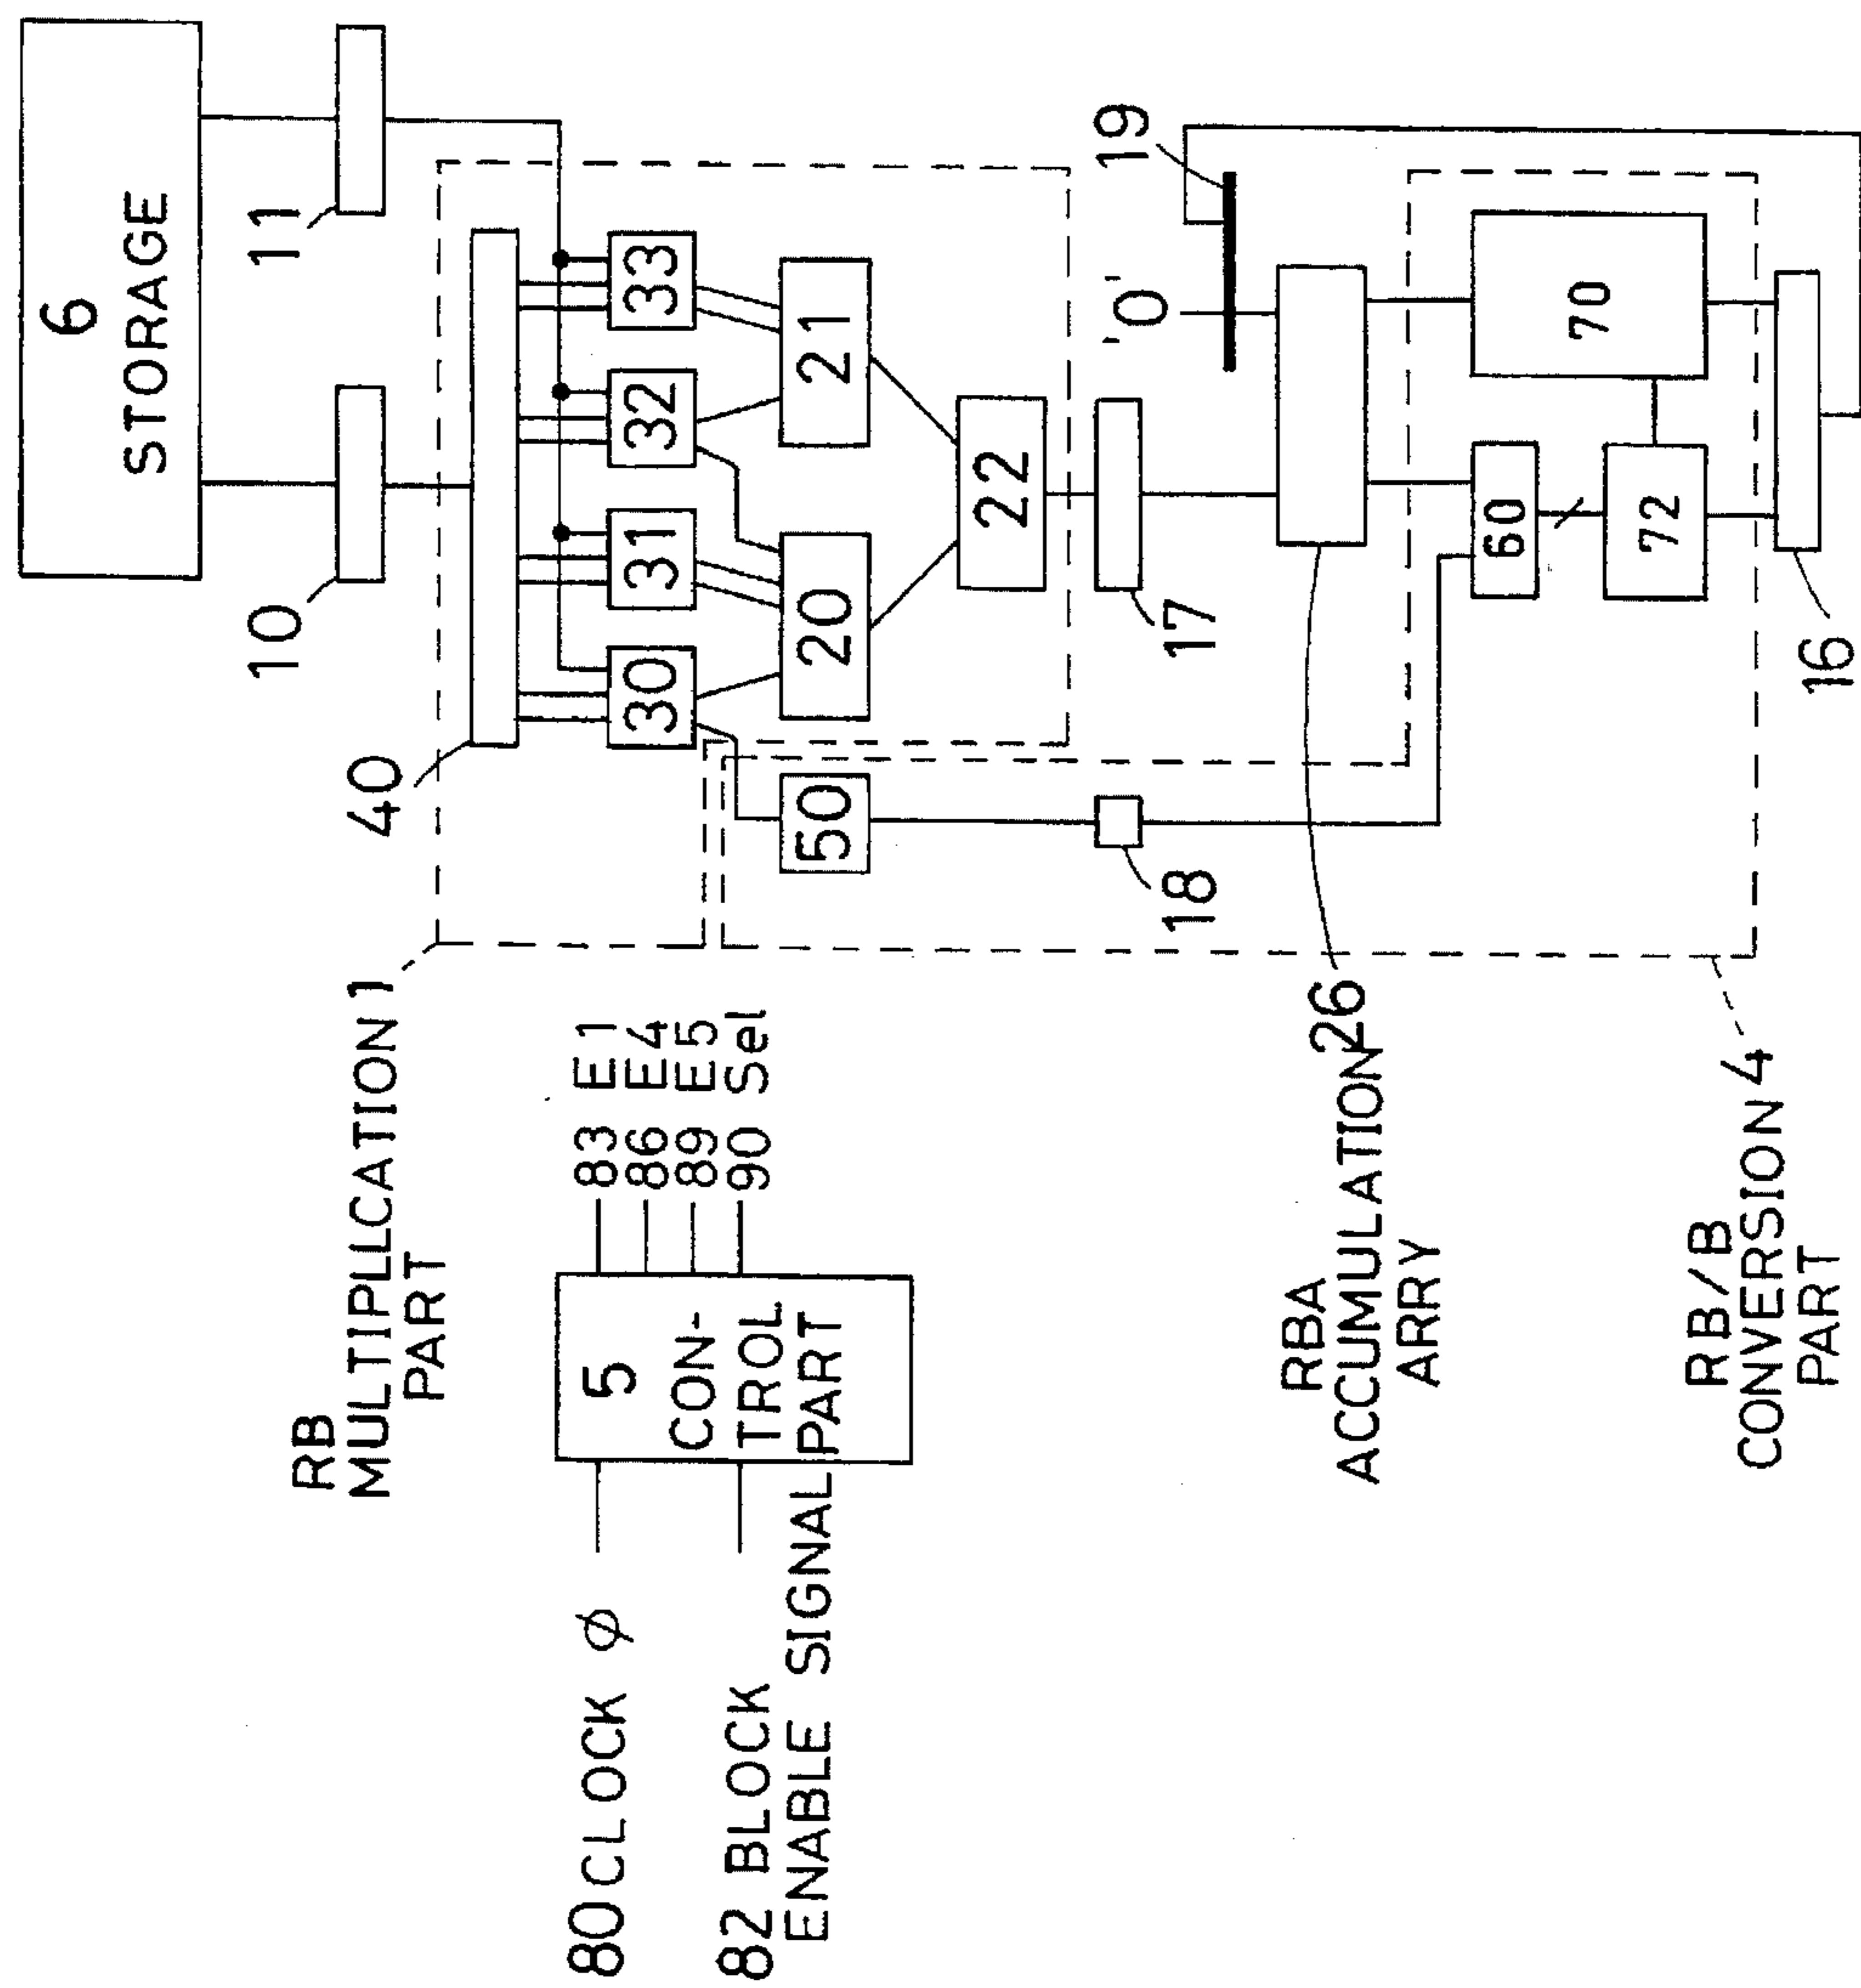 6
STORAGE
10
11
40
30
31
32
33
20
21
22
50
17
18
'0'
19
60
70
72
16
RB
MULTIPLLCATION 1
PART
5
CON-
TROL
PART
83 E1
86 E4
89 E5
90 Sel
80 CLOCK φ
82 BLOCK
ENABLE SIGNAL
RBA
ACCUMULATION 26
ARRY
RB/B
CONVERSION 4
PART